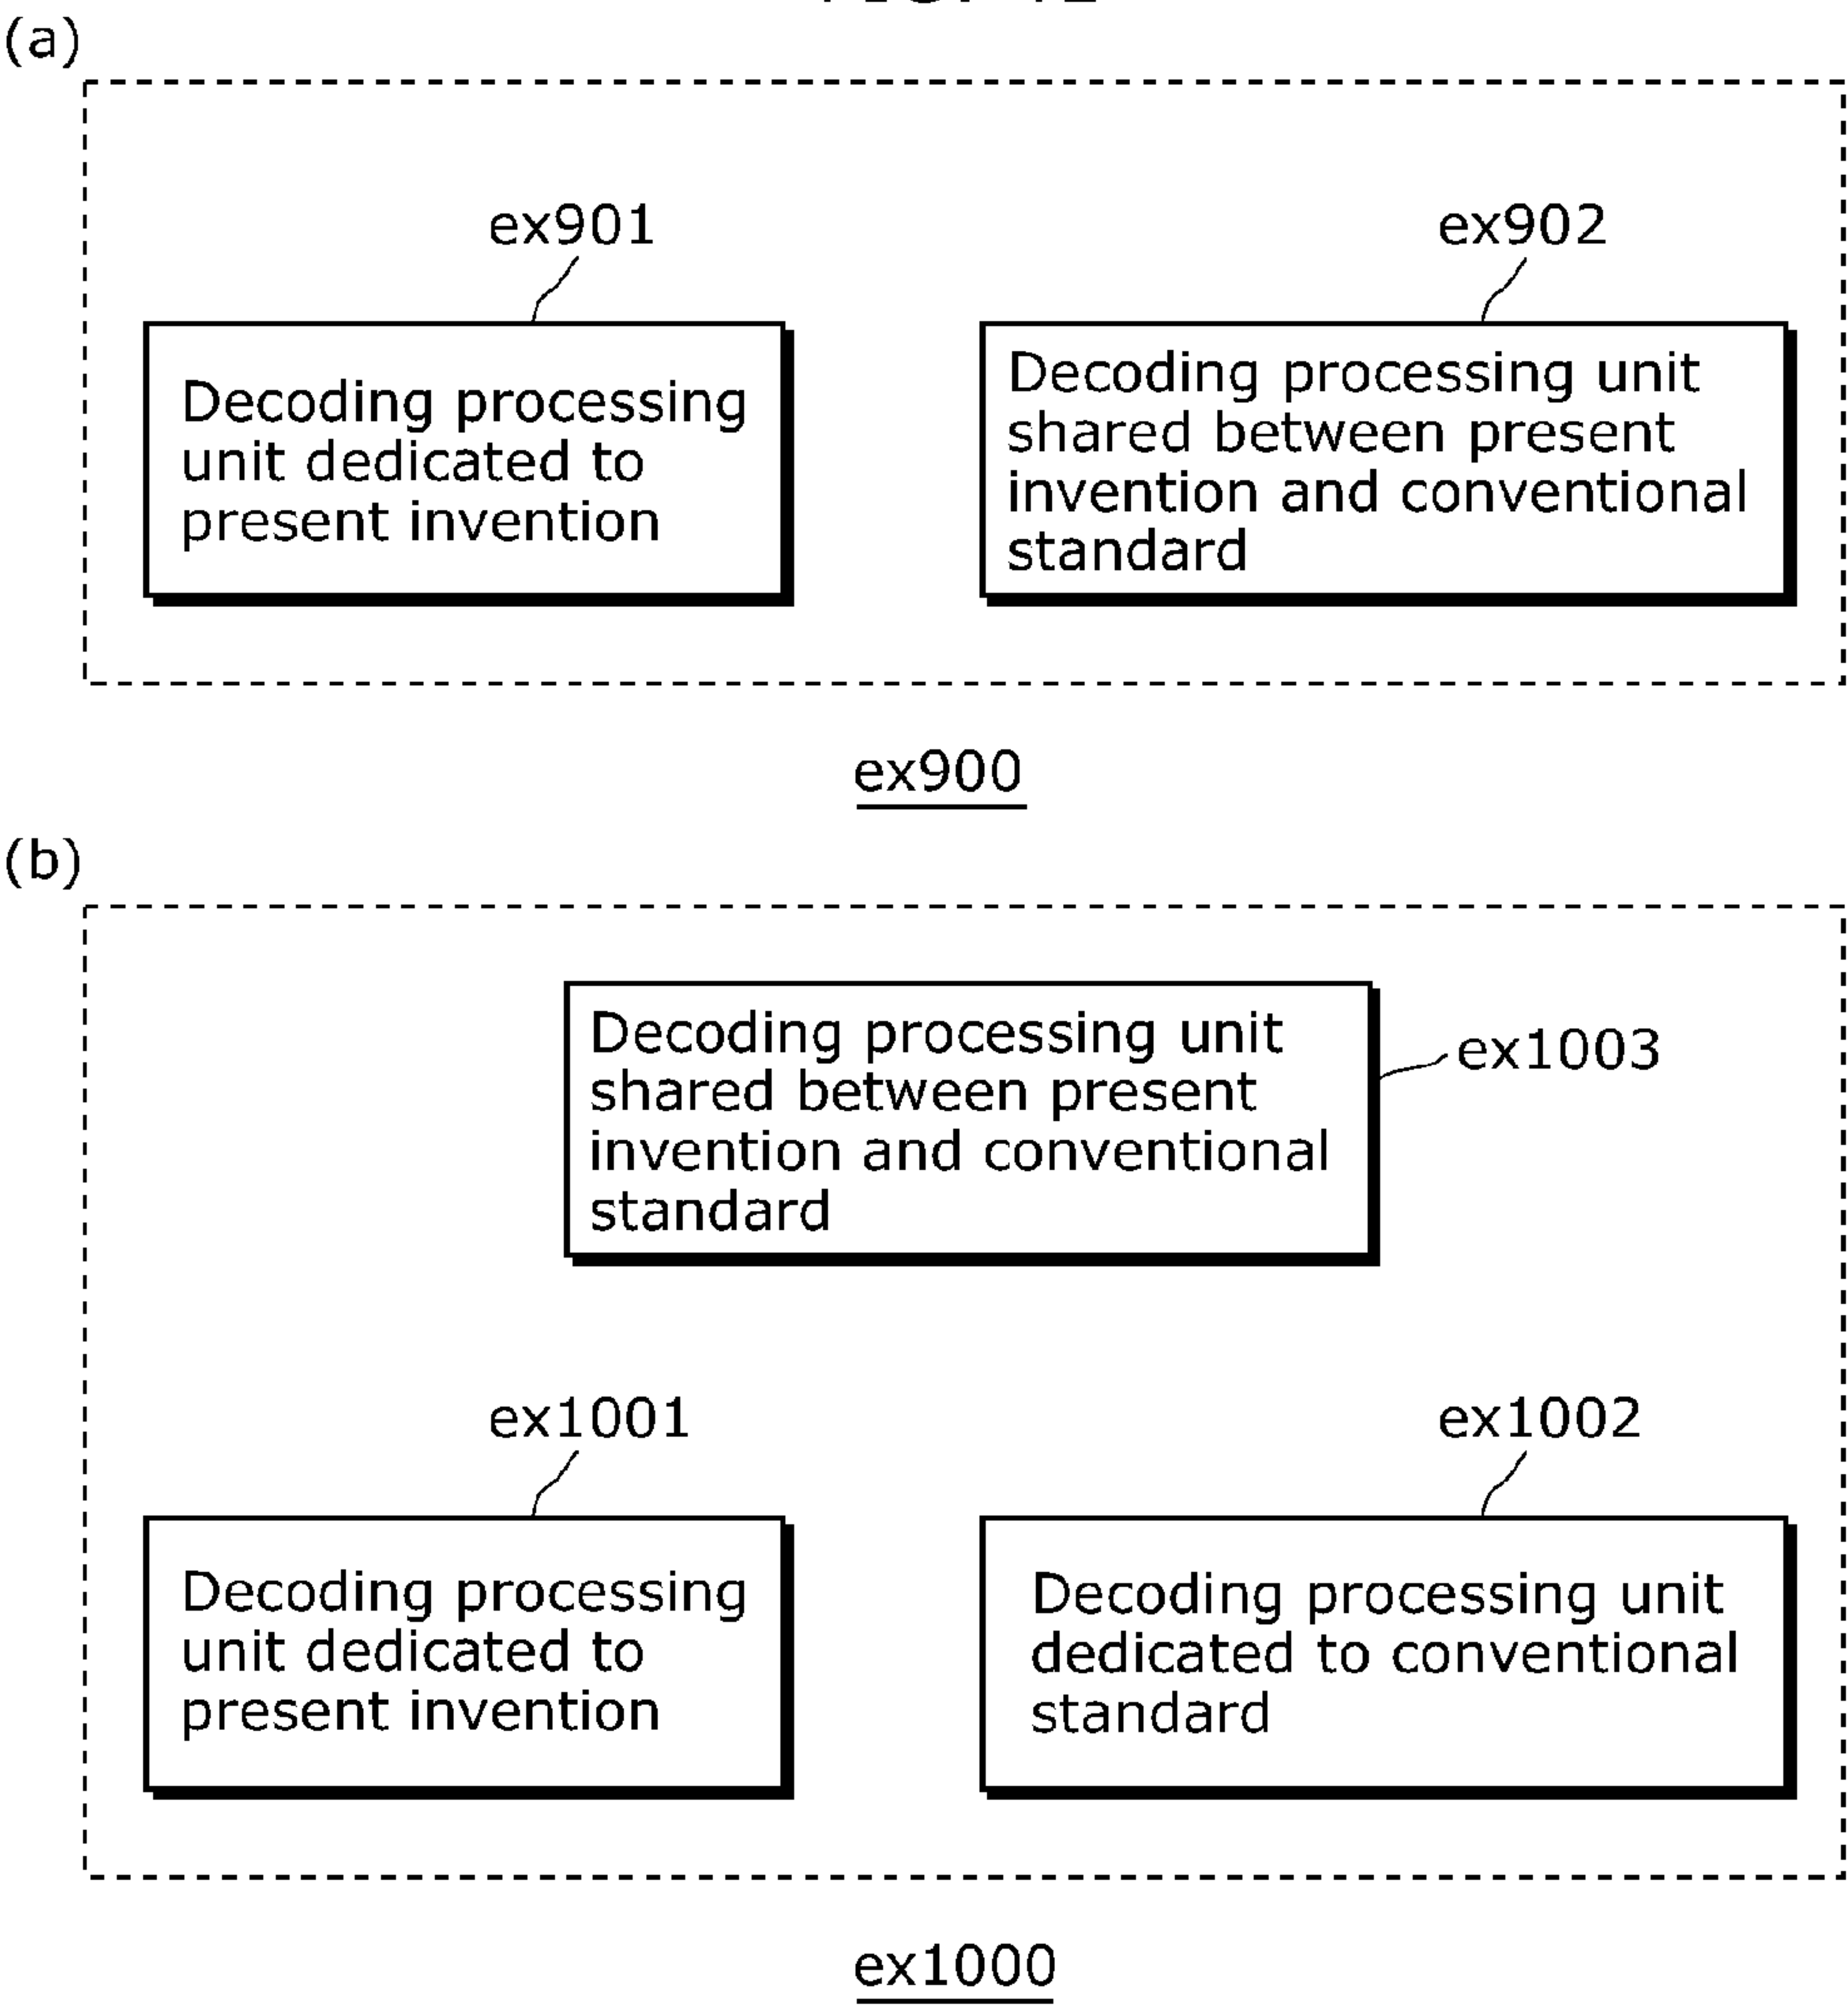 (a)
ex901
ex902
Decoding processing
unit dedicated to
present invention
Decoding processing unit
shared between present
invention and conventional
standard
ex900
(b)
Decoding processing unit
shared between present
invention and conventional
standard
ex1003
ex1001
ex1002
Decoding processing
unit dedicated to
present invention
Decoding processing unit
dedicated to conventional
standard
ex1000